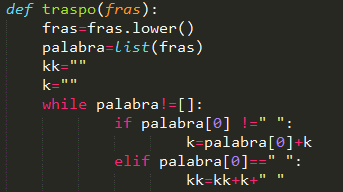 def traspo(fras):
    fras=fras.lower()
    palabra=list(fras)
    kk=""
    k=""
    while palabra!=[]:
            if palabra[0] !=" ":
                    k=palabra[0]+k
            elif palabra[0]==" ":
                    kk=kk+k+" "